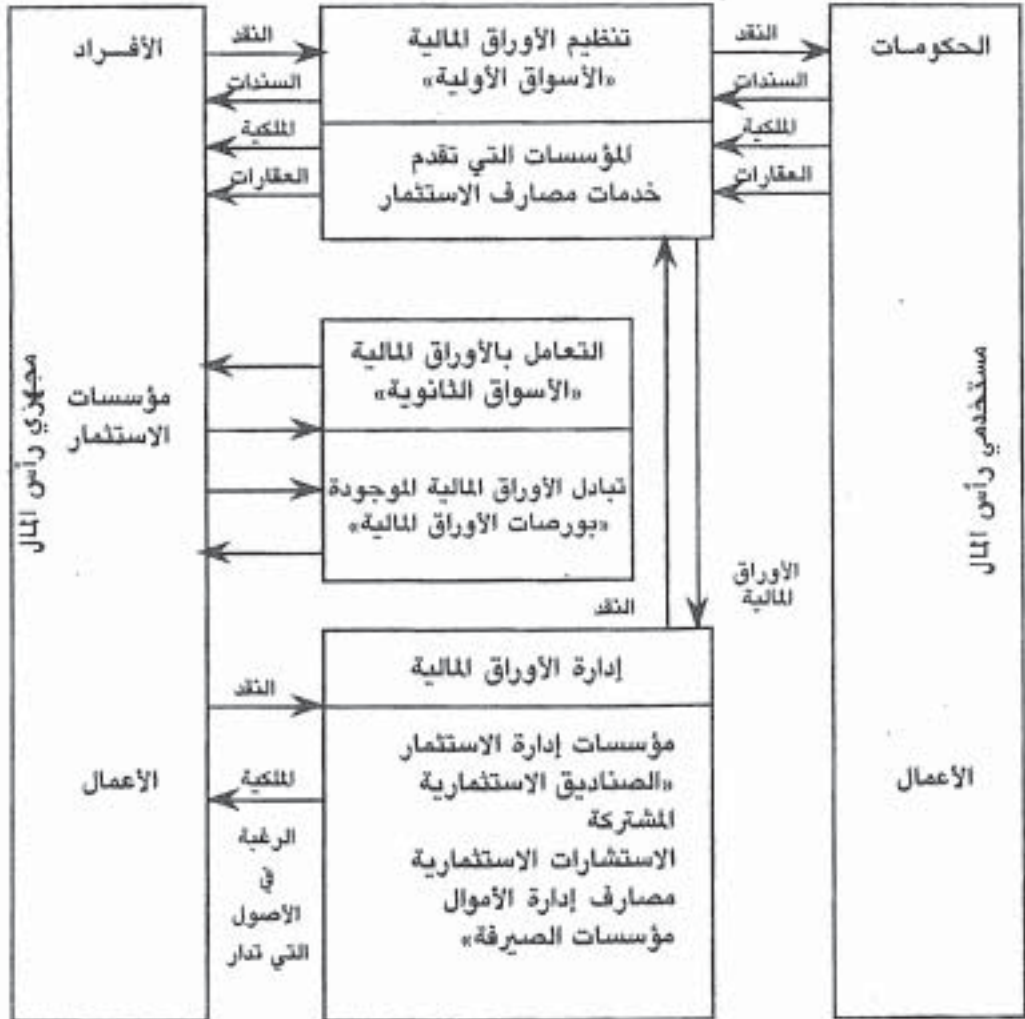 الحكومات
مستخدمي رأس المال
الأعمال
النقد
السندات
الملكية
العقارات
تنظيم الأوراق المالية
«الأسواق الأولية»
المؤسسات التي تقدم
خدمات مصارف الاستثمار
النقد
السندات
الملكية
العقارات
الأفـراد
مجهزي رأس المال
مؤسسات
الاستثمار
الأعمال
التعامل بالأوراق المالية
«الأسواق الثانوية»
تبادل الأوراق المالية الموجودة
«بورصات الأوراق المالية»
الأوراق
المالية
النقد
إدارة الأوراق المالية
مؤسسات إدارة الاستثمار
«الصناديق الاستثمارية
المشتركة
الاستشارات الاستثمارية
مصارف إدارة الأموال
مؤسسات الصيرفة»
النقد
الملكية
الرغبة
في
الأصول
التي تدار